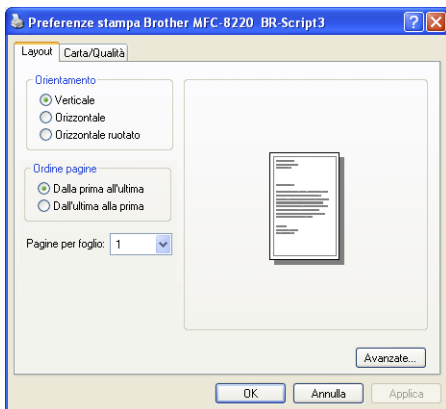 Preferenze stampa Brother MFC-8220 BR-Script3
Layout
Carta/Qualità
Orientamento
Verticale
Orizzontale
Orizzontale ruotato
Ordine pagine
Dalla prima all'ultima
Dall'ultima alla prima
Pagine per foglio: 1
Avanzate...
OK
Annulla
Applica